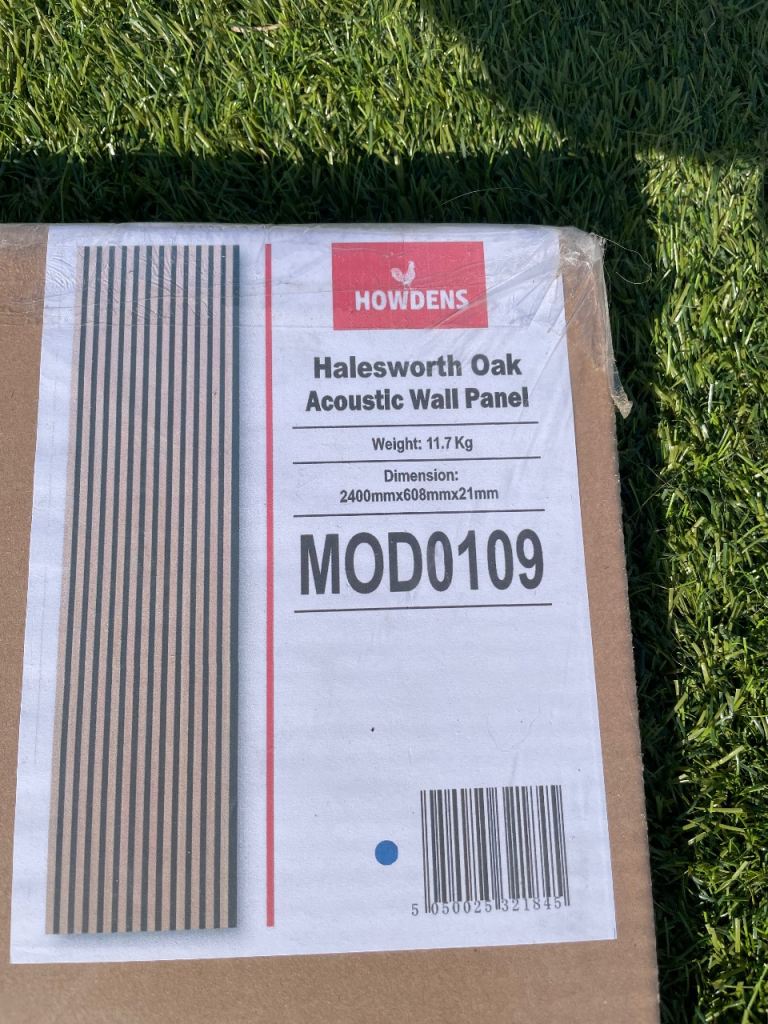 HOWDENS
Halesworth Oak
Acoustic Wall Panel
Weight: 11.7 Kg
Dimension:
2400mmx608mmx21mm
MOD0109
5 050025 321845